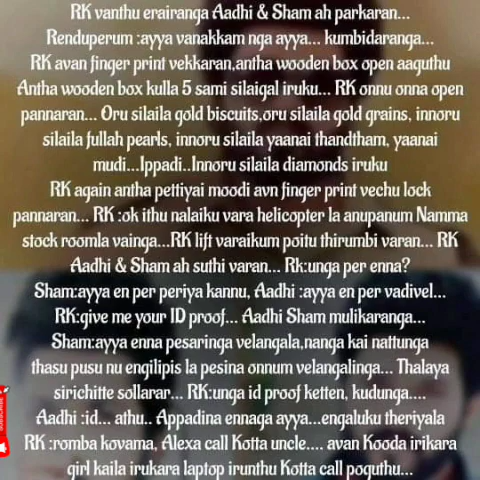 RK vanthu erairanga Aadhi & Sham ah parkaran...
Renduperum :ayya vanakkam nga ayya... kumbidaranga...
RK avan finger print vekkaran,antha wooden box open aaguthu
Antha wooden box kulla 5 sami silaigal iruku... RK onnu onna open
pannaran... Oru silaila gold biscuits,oru silaila gold grains, innoru
silaila fullah pearls, innoru silaila yaanai thandtham, yaanai
mudi...Ippadi..Innoru silaila diamonds iruku
RK again antha pettiyai moodi avn finger print vechu lock
pannaran... RK :ok ithu nalaiku vara helicopter la anupanum Namma
stock roomla vainga...RK lift varaikum poitu thirumbi varan... RK
Aadhi & Sham ah suthi varan... Rk:unga per enna?
Sham:ayya en per periya kannu, Aadhi :ayya en per vadivel...
RK:give me your ID proof... Aadhi Sham mulikaranga...
Sham:ayya enna pesaringa velangala,nanga kai nattunga
thasu pusu nu engilipis la pesina onnum velangalinga... Thalaya
sirichitte sollarar... RK:unga id proof ketten, kudunga....
Aadhi :id... athu.. Appadina ennaga ayya...engaluku theriyala
RK :romba kovama, Alexa call Kotta uncle.... avan Kooda irikara
girl kaila irukara laptop irunthu Kotta call poguthu...